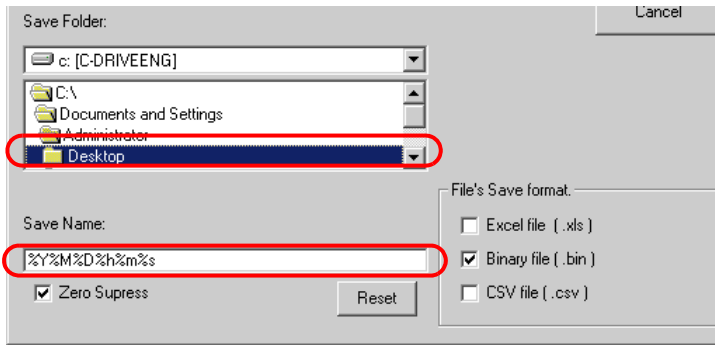 Save Folder:
Cancel
c: [C-DRIVEENG]
C:\
Documents and Settings
Administrator
Desktop
File's Save format.
Save Name:
Excel file ( .xls )
%Y%M%D%h%m%s
Binary file ( .bin )
Zero Supress
Reset
CSV file ( .csv )